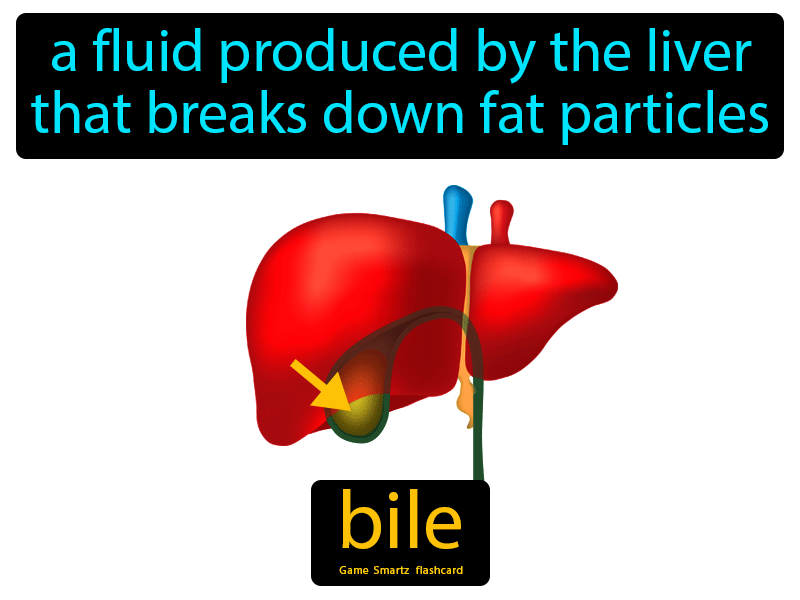 a fluid produced by the liver
that breaks down fat particles
bile
Game Smartz flashcard